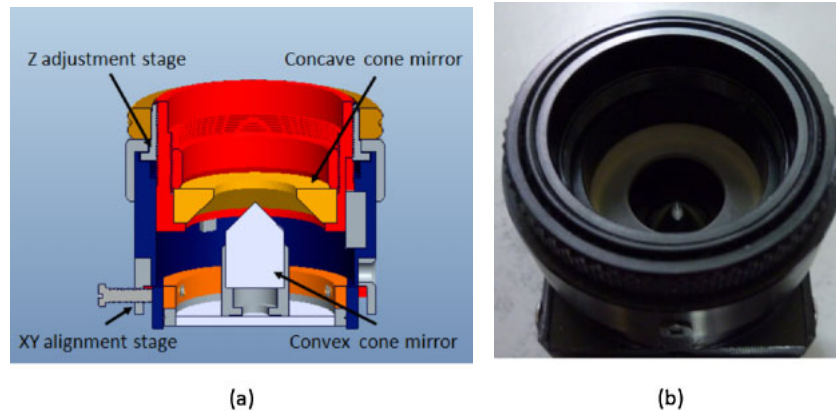 Z adjustment stage
Concave cone mirror
XY alignment stage
Convex cone mirror
(a)
(b)